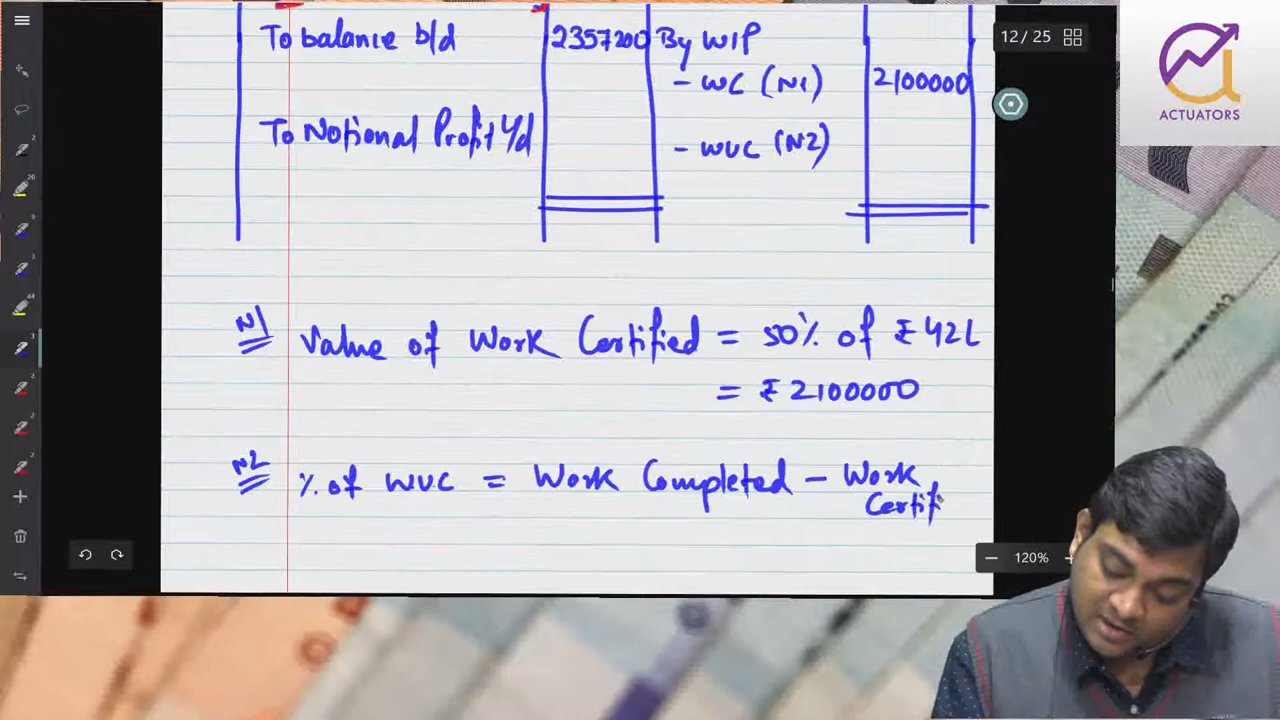 To balance b/d 2357200 By WIP
- WC (N1) 2100000
To Notional Profit c/d
- WUC (N2)
N1 Value of Work Certified = 50% of ₹42L
= ₹2100000
N2 % of WUC = Work Completed - Work
Certif
12 / 25
ACTUATORS
120%